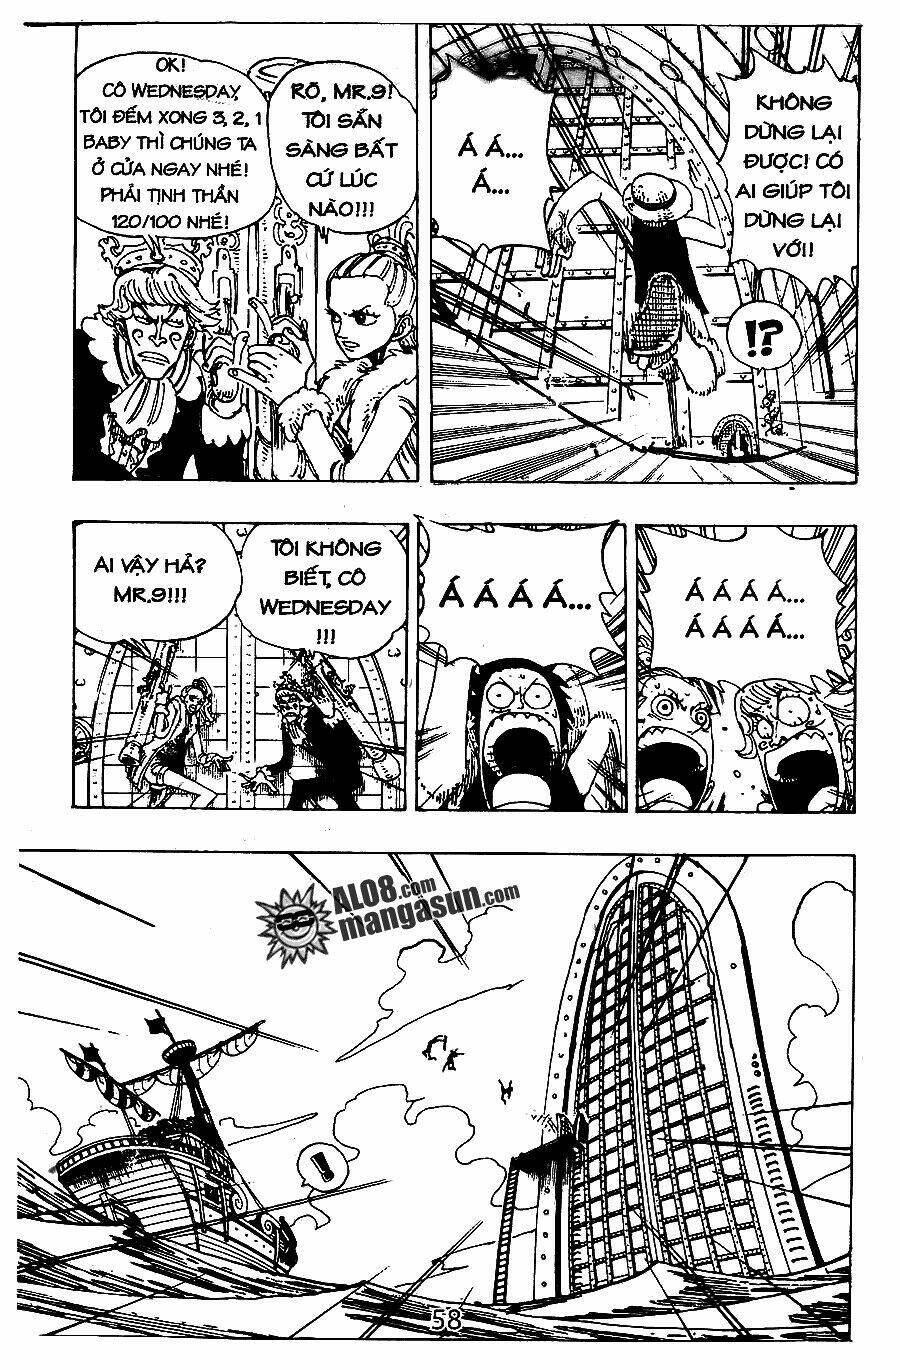 OK!
CÔ WEDNESDAY,
TÔI ĐẾM XONG 3, 2, 1
BABY THÌ CHÚNG TA
Ở CỬA NGAY NHÉ!
PHẢI TỊNH THẦN
120/100 NHÉ!
RÕ, MR.9!
TÔI SẴN
SÀNG BẤT
CỨ LÚC
NÀO!!!
Á Á...
Á...
KHÔNG
DỪNG LẠI
ĐƯỢC! CÓ
AI GIÚP TÔI
DỪNG LẠI
VỚI!!
!?
AI VẬY HẢ?
MR.9!!!
TÔI KHÔNG
BIẾT, CÔ
WEDNESDAY
!!!
Á Á Á Á...
Á Á Á Á...
Á Á Á Á...
ALO8.com
mangasun.com
!
58